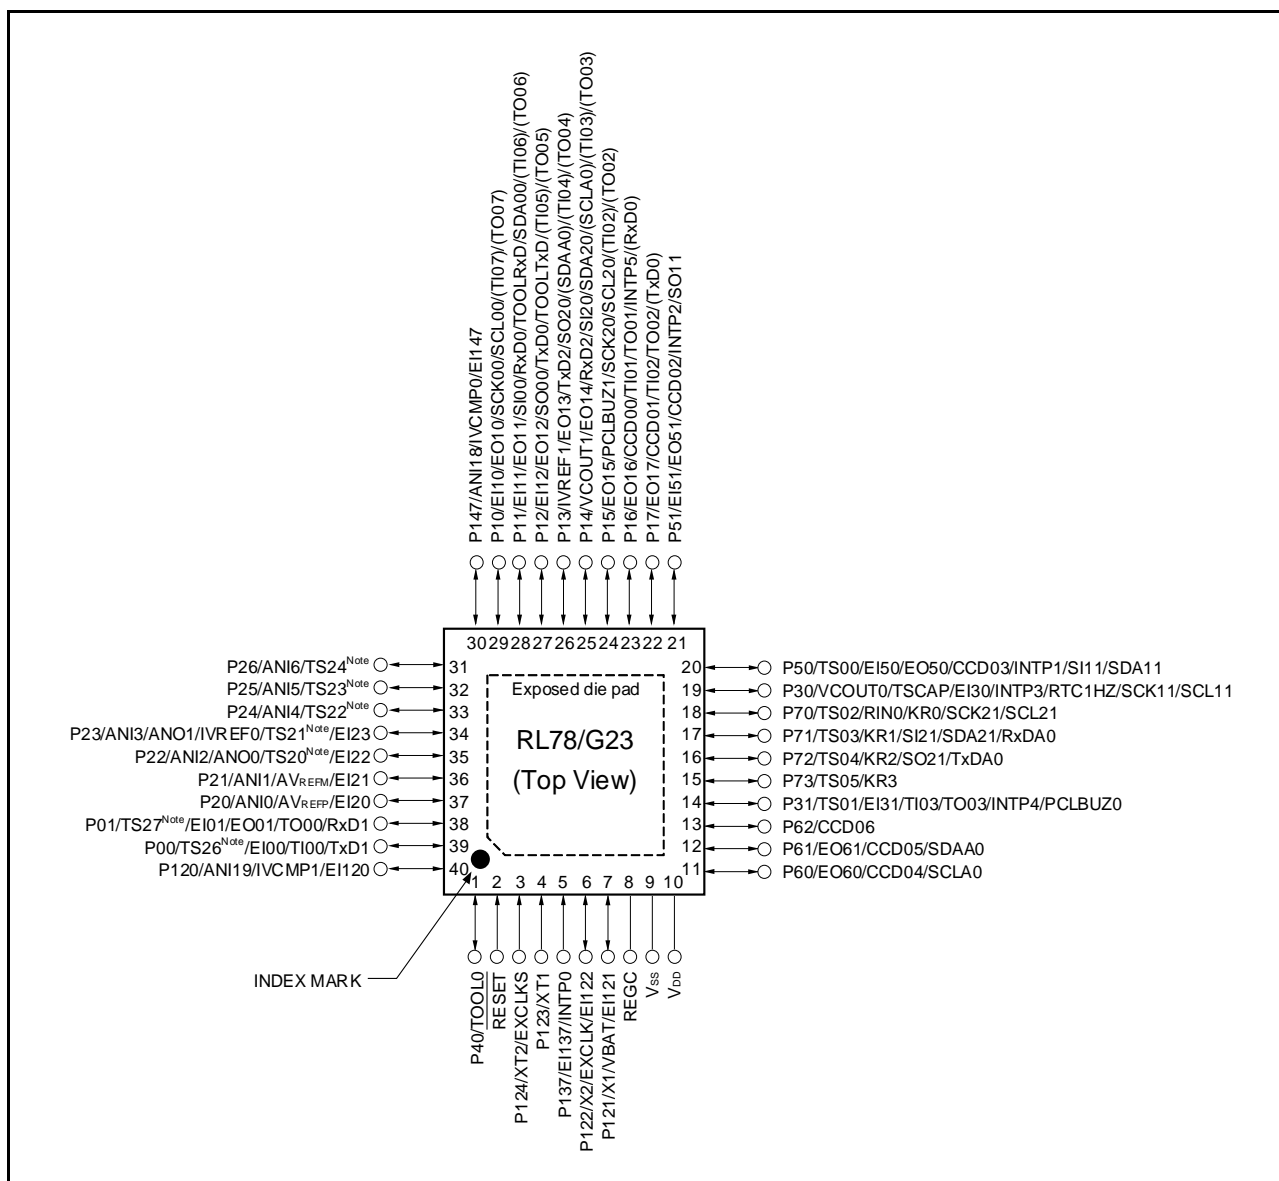 P147/ANI18/IVCMP0/EI147
P10/EI10/EO10/SCK00/SCL00/(TI07)/(TO07)
P11/EI11/EO11/SI00/RxD0/TOOLRxD/SDA00/(TI06)/(TO06)
P12/EI12/EO12/SO00/TxD0/TOOLTxD/(TI05)/(TO05)
P13/IVREF1/EO13/TxD2/SO20/(SDAA0)/(TI04)/(TO04)
P14/VCOUT1/EO14/RxD2/SI20/SDA20/(SCLA0)/(TI03)/(TO03)
P15/EO15/PCLBUZ1/SCK20/SCL20/(TI02)/(TO02)
P16/EO16/CCD00/TI01/TO01/INTP5/(RxD0)
P17/EO17/CCD01/TI02/TO02/(TxD0)
P51/EI51/EO51/CCD02/INTP2/SO11
30 29 28 27 26 25 24 23 22 21
P26/ANI6/TS24Note 31
P25/ANI5/TS23Note 32
P24/ANI4/TS22Note 33
P23/ANI3/ANO1/IVREF0/TS21Note/EI23 34
P22/ANI2/ANO0/TS20Note/EI22 35
P21/ANI1/AVREFM/EI21 36
P20/ANI0/AVREFP/EI20 37
P01/TS27Note/EI01/EO01/TO00/RxD1 38
P00/TS26Note/EI00/TI00/TxD1 39
P120/ANI19/IVCMP1/EI120 40
Exposed die pad
RL78/G23
(Top View)
20 P50/TS00/EI50/EO50/CCD03/INTP1/SI11/SDA11
19 P30/VCOUT0/TSCAP/EI30/INTP3/RTC1HZ/SCK11/SCL11
18 P70/TS02/RIN0/KR0/SCK21/SCL21
17 P71/TS03/KR1/SI21/SDA21/RxDA0
16 P72/TS04/KR2/SO21/TxDA0
15 P73/TS05/KR3
14 P31/TS01/EI31/TI03/TO03/INTP4/PCLBUZ0
13 P62/CCD06
12 P61/EO61/CCD05/SDAA0
11 P60/EO60/CCD04/SCLA0
1 2 3 4 5 6 7 8 9 10
INDEX MARK
P40/TOOL0
RESET
P124/XT2/EXCLKS
P123/XT1
P137/EI137/INTP0
P122/X2/EXCLK/EI122
P121/X1/VBAT/EI121
REGC
VSS
VDD